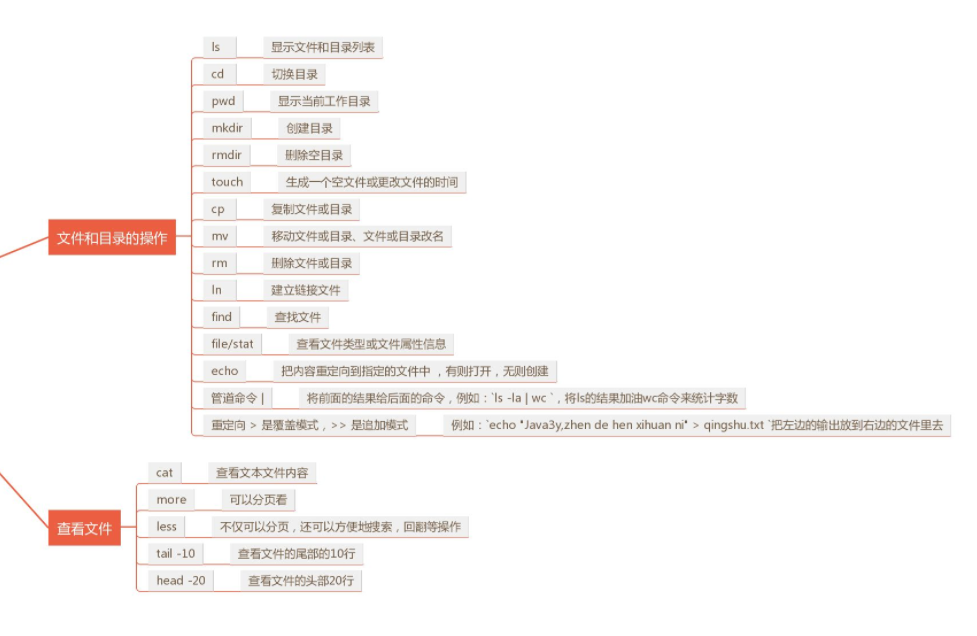 文件和目录的操作
ls 显示文件和目录列表
cd 切换目录
pwd 显示当前工作目录
mkdir 创建目录
rmdir 删除空目录
touch 生成一个空文件或更改文件的时间
cp 复制文件或目录
mv 移动文件或目录、文件或目录改名
rm 删除文件或目录
ln 建立链接文件
find 查找文件
file/stat 查看文件类型或文件属性信息
echo 把内容重定向到指定的文件中 ，有则打开，无则创建
管道命令 | 将前面的结果给后面的命令，例如：`ls -la | wc `，将ls的结果加油wc命令来统计字数
重定向 > 是覆盖模式，>> 是追加模式 例如：`echo "Java3y,zhen de hen xihuan ni" > qingshu.txt `把左边的输出放到右边的文件里去
查看文件
cat 查看文本文件内容
more 可以分页看
less 不仅可以分页，还可以方便地搜索，回翻等操作
tail -10 查看文件的尾部的10行
head -20 查看文件的头部20行